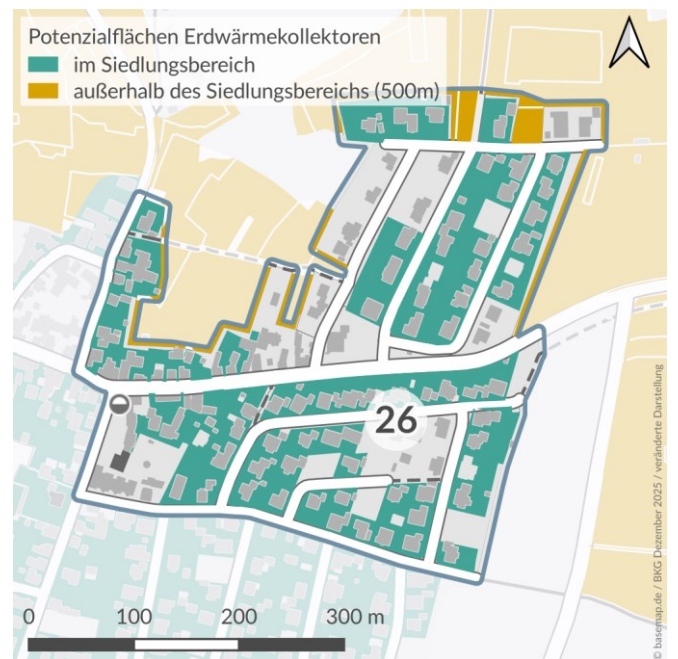 Potenzialflächen Erdwärmekollektoren
im Siedlungsbereich
außerhalb des Siedlungsbereichs (500m)
26
0 100 200 300 m
© basemap.de / BKG Dezember 2025 / veränderte Darstellung